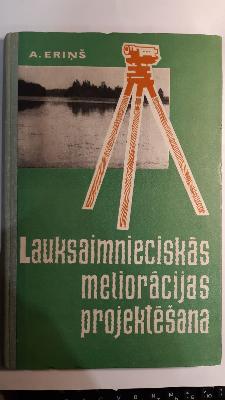 A. ERIŅŠ
Lauksaimnieciskās
meliorācijas
projektēšana